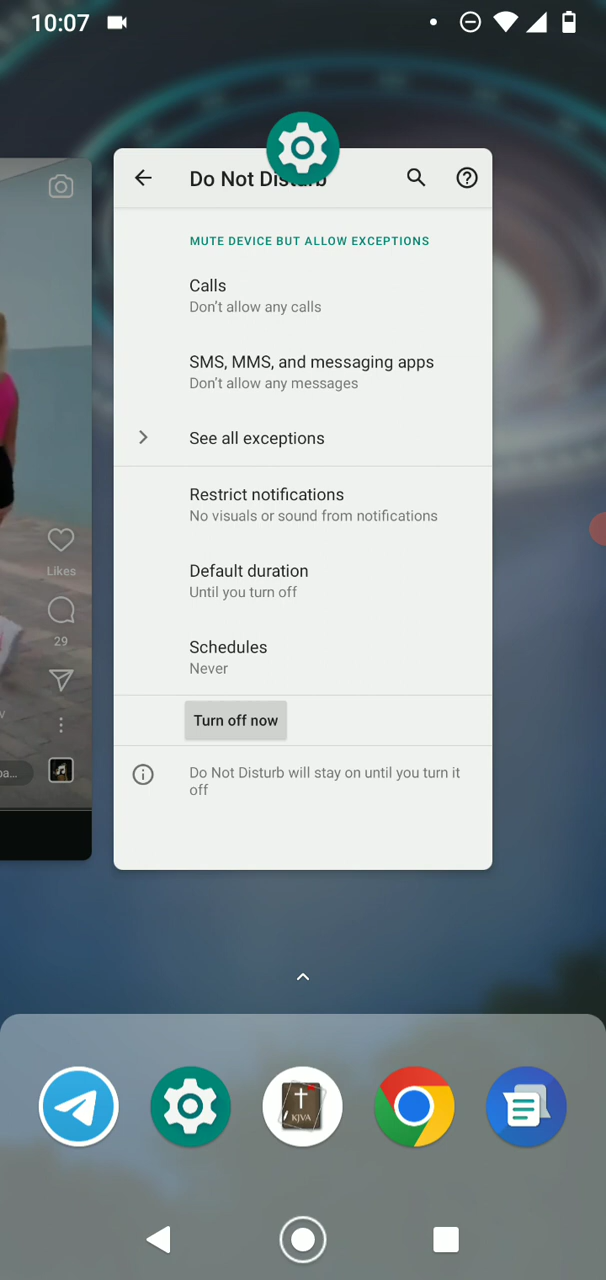 10:07
Do Not Disturb
MUTE DEVICE BUT ALLOW EXCEPTIONS
Calls
Don't allow any calls
SMS, MMS, and messaging apps
Don't allow any messages
See all exceptions
Restrict notifications
No visuals or sound from notifications
Default duration
Until you turn off
Schedules
Never
Turn off now
Do Not Disturb will stay on until you turn it
off
Likes
29
KJVA